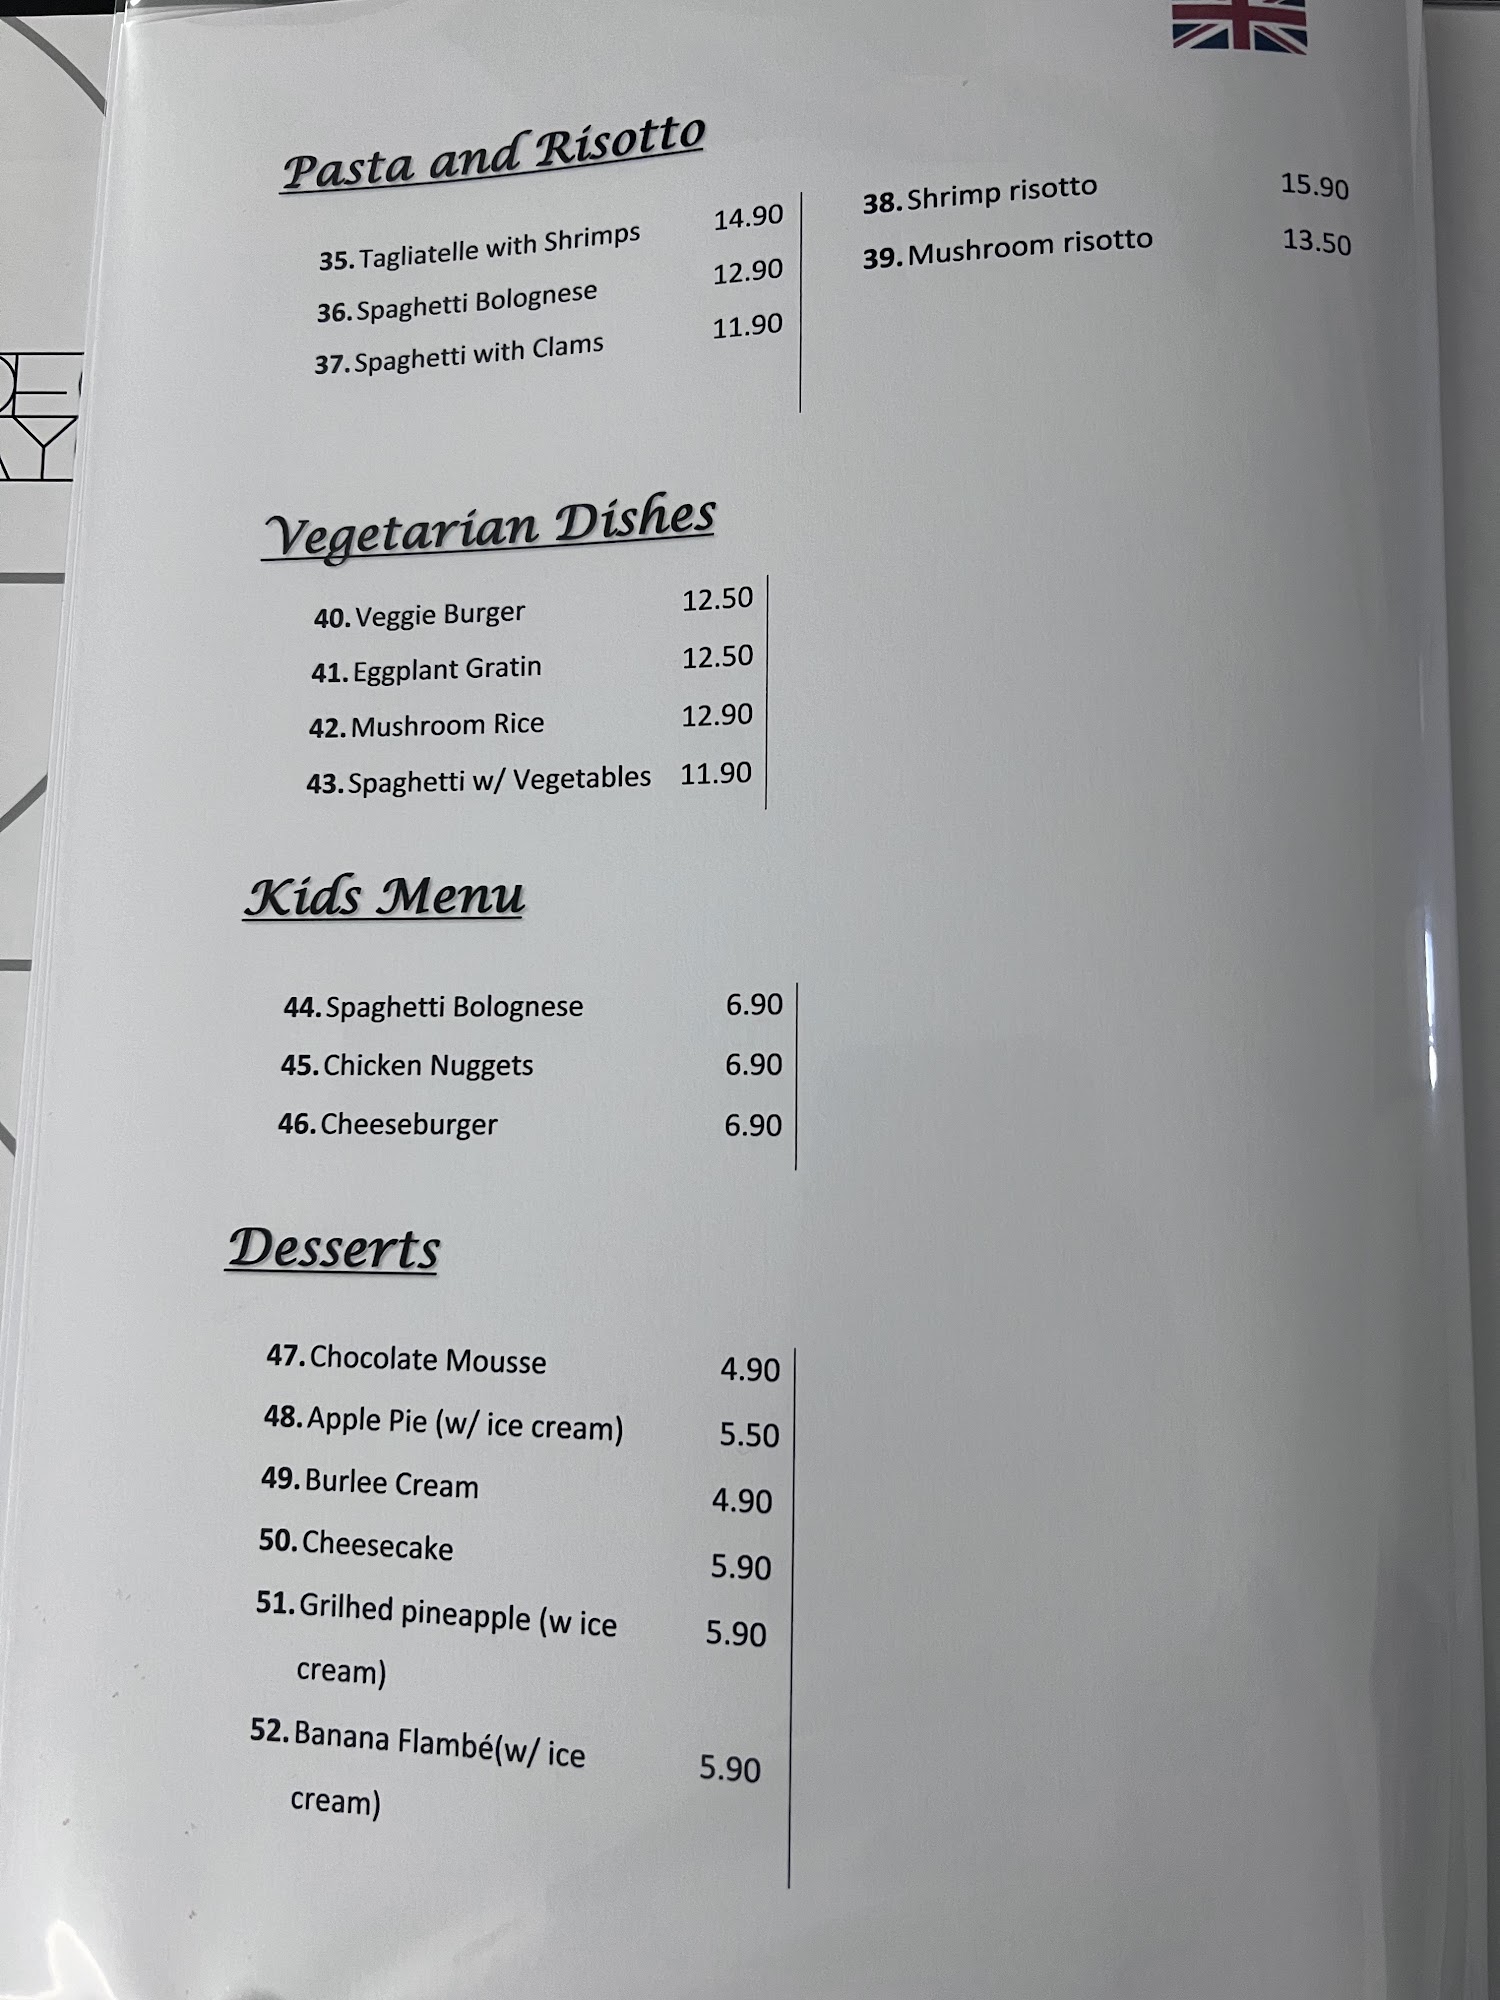 Pasta and Risotto
35. Tagliatelle with Shrimps 14.90
36. Spaghetti Bolognese 12.90
37. Spaghetti with Clams 11.90
38. Shrimp risotto 15.90
39. Mushroom risotto 13.50
Vegetarian Dishes
40. Veggie Burger 12.50
41. Eggplant Gratin 12.50
42. Mushroom Rice 12.90
43. Spaghetti w/ Vegetables 11.90
Kids Menu
44. Spaghetti Bolognese 6.90
45. Chicken Nuggets 6.90
46. Cheeseburger 6.90
Desserts
47. Chocolate Mousse 4.90
48. Apple Pie (w/ ice cream) 5.50
49. Burlee Cream 4.90
50. Cheesecake 5.90
51. Grilhed pineapple (w ice 5.90
cream)
52. Banana Flambé(w/ ice 5.90
cream)